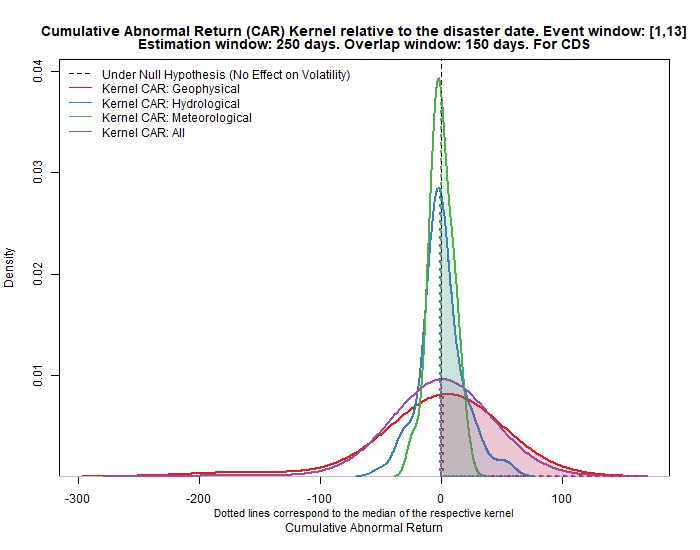 Cumulative Abnormal Return (CAR) Kernel relative to the disaster date. Event window: [1,13]
Estimation window: 250 days. Overlap window: 150 days. For CDS
Under Null Hypothesis (No Effect on Volatility)
Kernel CAR: Geophysical
Kernel CAR: Hydrological
Kernel CAR: Meteorological
Kernel CAR: All
0.04
0.03
0.02
0.01
Density
-300 -200 -100 0 100
Dotted lines correspond to the median of the respective kernel
Cumulative Abnormal Return